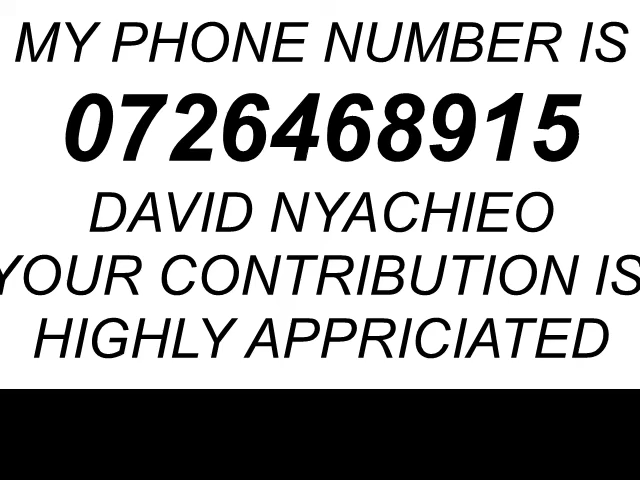 MY PHONE NUMBER IS
0726468915
DAVID NYACHIEO
YOUR CONTRIBUTION IS
HIGHLY APPRICIATED